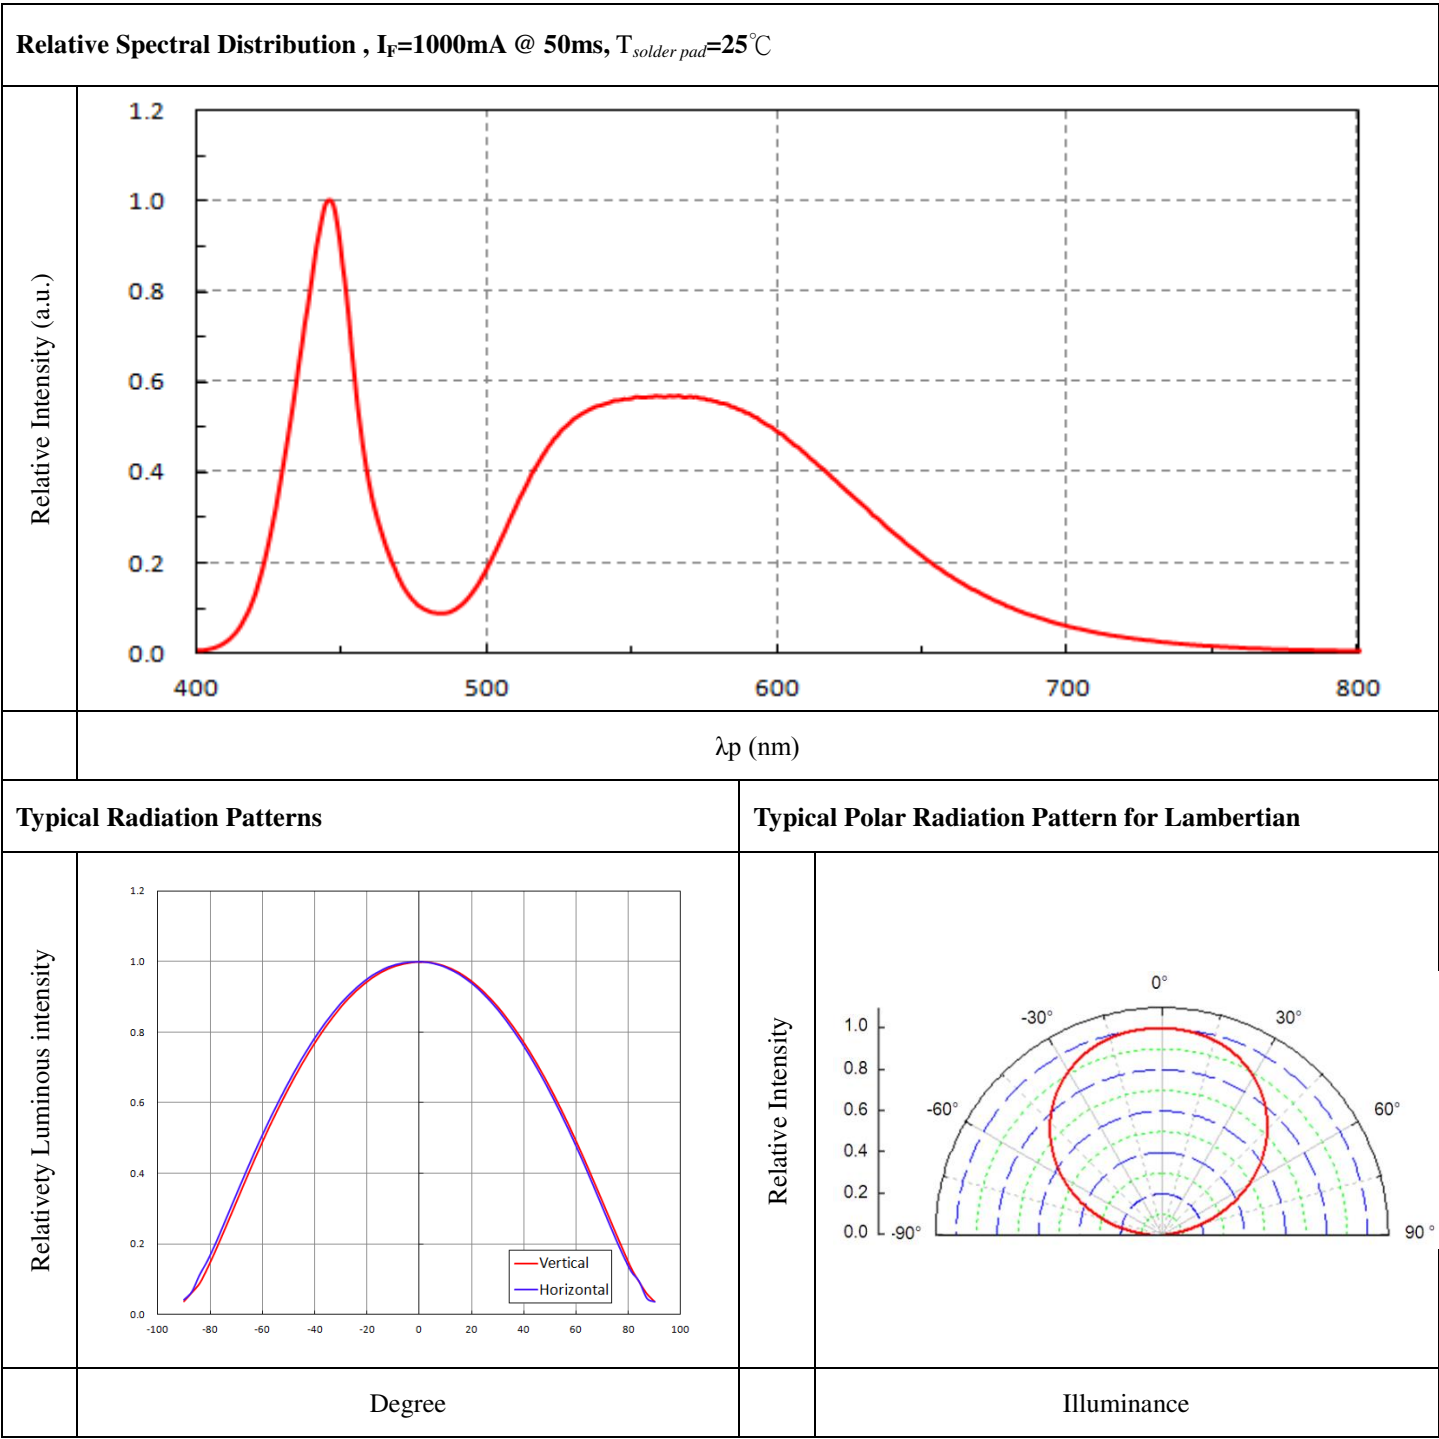 Relative Spectral Distribution , IF=1000mA @ 50ms, Tsolder pad=25℃
Relative Intensity (a.u.)
1.2
1.0
0.8
0.6
0.4
0.2
0.0
400 500 600 700 800
λp (nm)
Typical Radiation Patterns
Typical Polar Radiation Pattern for Lambertian
Relativety Luminous intensity
1.2
1.0
0.8
0.6
0.4
0.2
0.0
-100 -80 -60 -40 -20 0 20 40 60 80 100
Vertical
Horizontal
Degree
Relative Intensity
1.0
0.8
0.6
0.4
0.2
0.0
-90°
-60°
-30°
0°
30°
60°
90 °
Illuminance